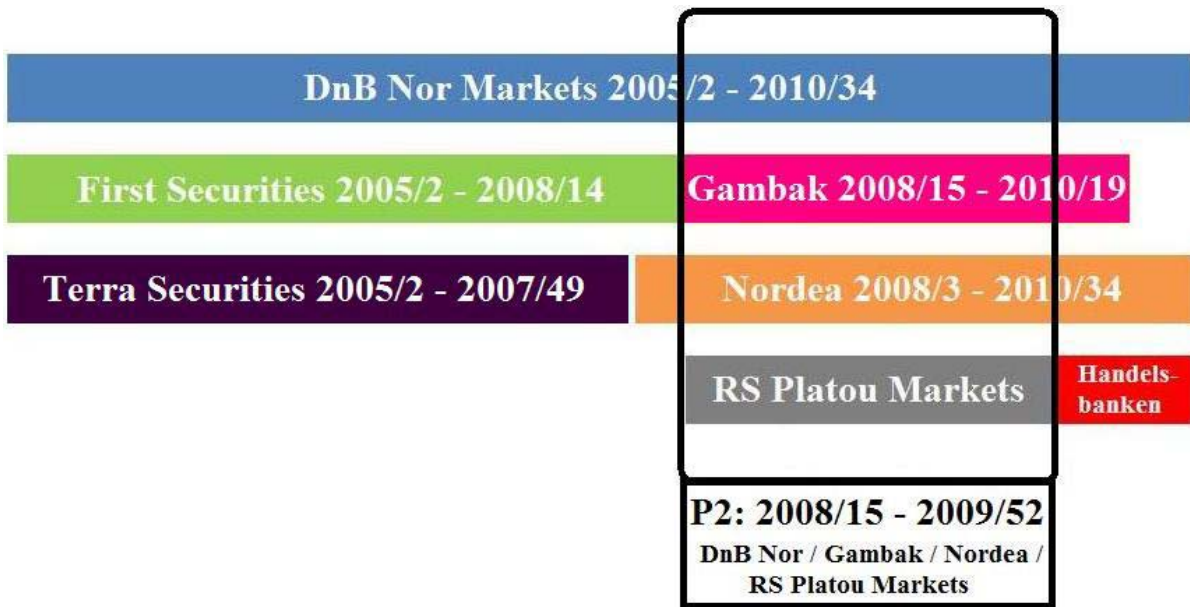 DnB Nor Markets 2005/2 - 2010/34
First Securities 2005/2 - 2008/14
Gambak 2008/15 - 2010/19
Terra Securities 2005/2 - 2007/49
Nordea 2008/3 - 2010/34
RS Platou Markets
Handels-
banken
P2: 2008/15 - 2009/52
DnB Nor / Gambak / Nordea /
RS Platou Markets